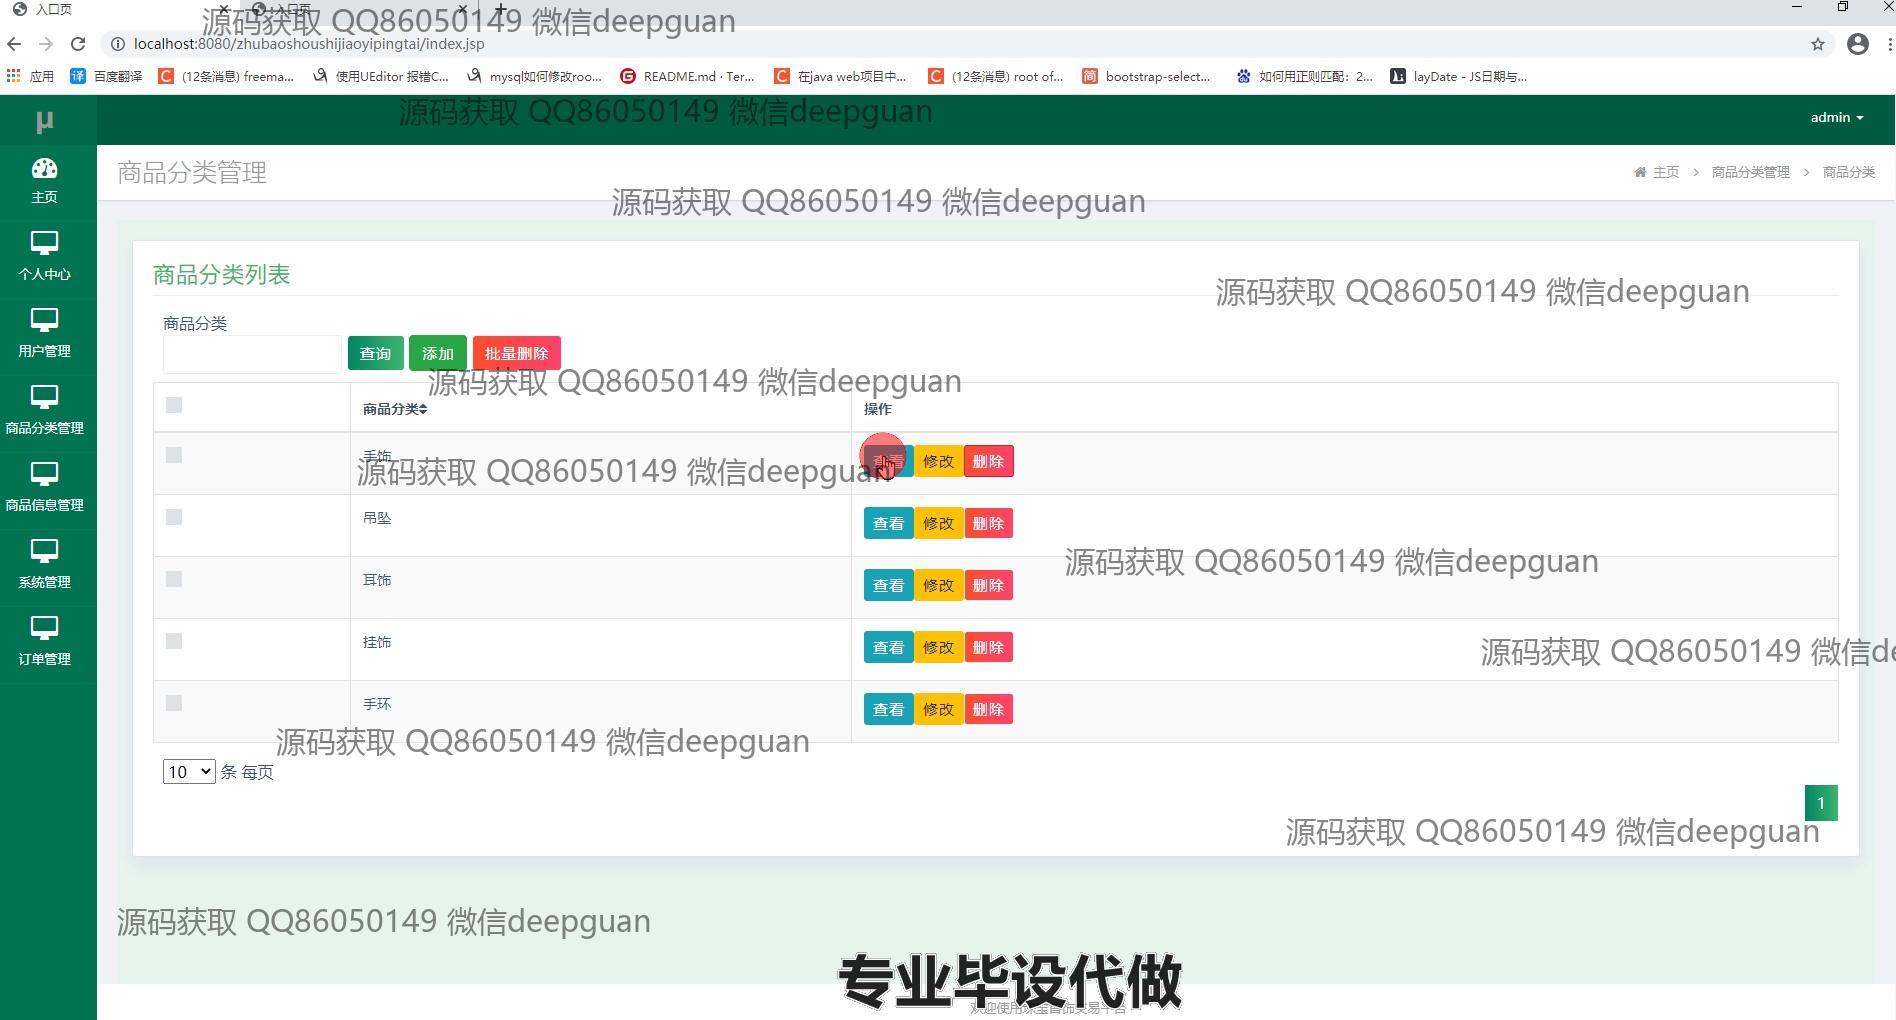 入口页
入口页
源码获取 QQ86050149 微信deepguan
localhost:8080/zhubaoshoushijiaoyipingtai/index.jsp
应用
百度翻译
(12条消息) freema...
使用UEditor 报错C...
mysql如何修改roo...
README.md · Ter...
在java web项目中...
(12条消息) root of...
bootstrap-select...
如何用正则匹配：2...
layDate - JS日期与...
源码获取 QQ86050149 微信deepguan
μ
admin
商品分类管理
主页 > 商品分类管理 > 商品分类
源码获取 QQ86050149 微信deepguan
主页
个人中心
用户管理
商品分类管理
商品信息管理
系统管理
订单管理
商品分类列表
源码获取 QQ86050149 微信deepguan
商品分类
查询 添加 批量删除
源码获取 QQ86050149 微信deepguan
商品分类 操作
手饰 查看 修改 删除
源码获取 QQ86050149 微信deepguan
吊坠 查看 修改 删除
源码获取 QQ86050149 微信deepguan
耳饰 查看 修改 删除
挂饰 查看 修改 删除
源码获取 QQ86050149 微信de
手环 查看 修改 删除
源码获取 QQ86050149 微信deepguan
10 条 每页
1
源码获取 QQ86050149 微信deepguan
源码获取 QQ86050149 微信deepguan
专业毕设代做
欢迎使用珠宝首饰交易平台